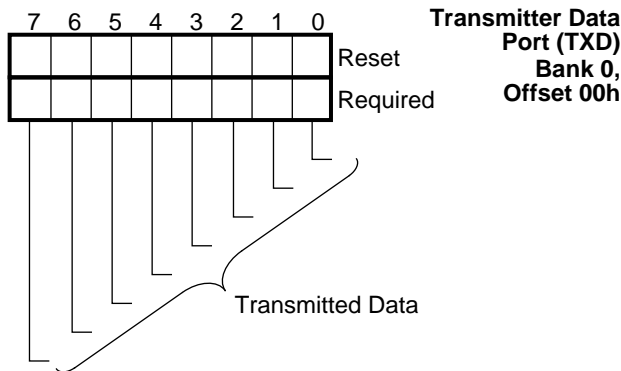 7 6 5 4 3 2 1 0
Reset
Required
Transmitter Data
Port (TXD)
Bank 0,
Offset 00h
Transmitted Data